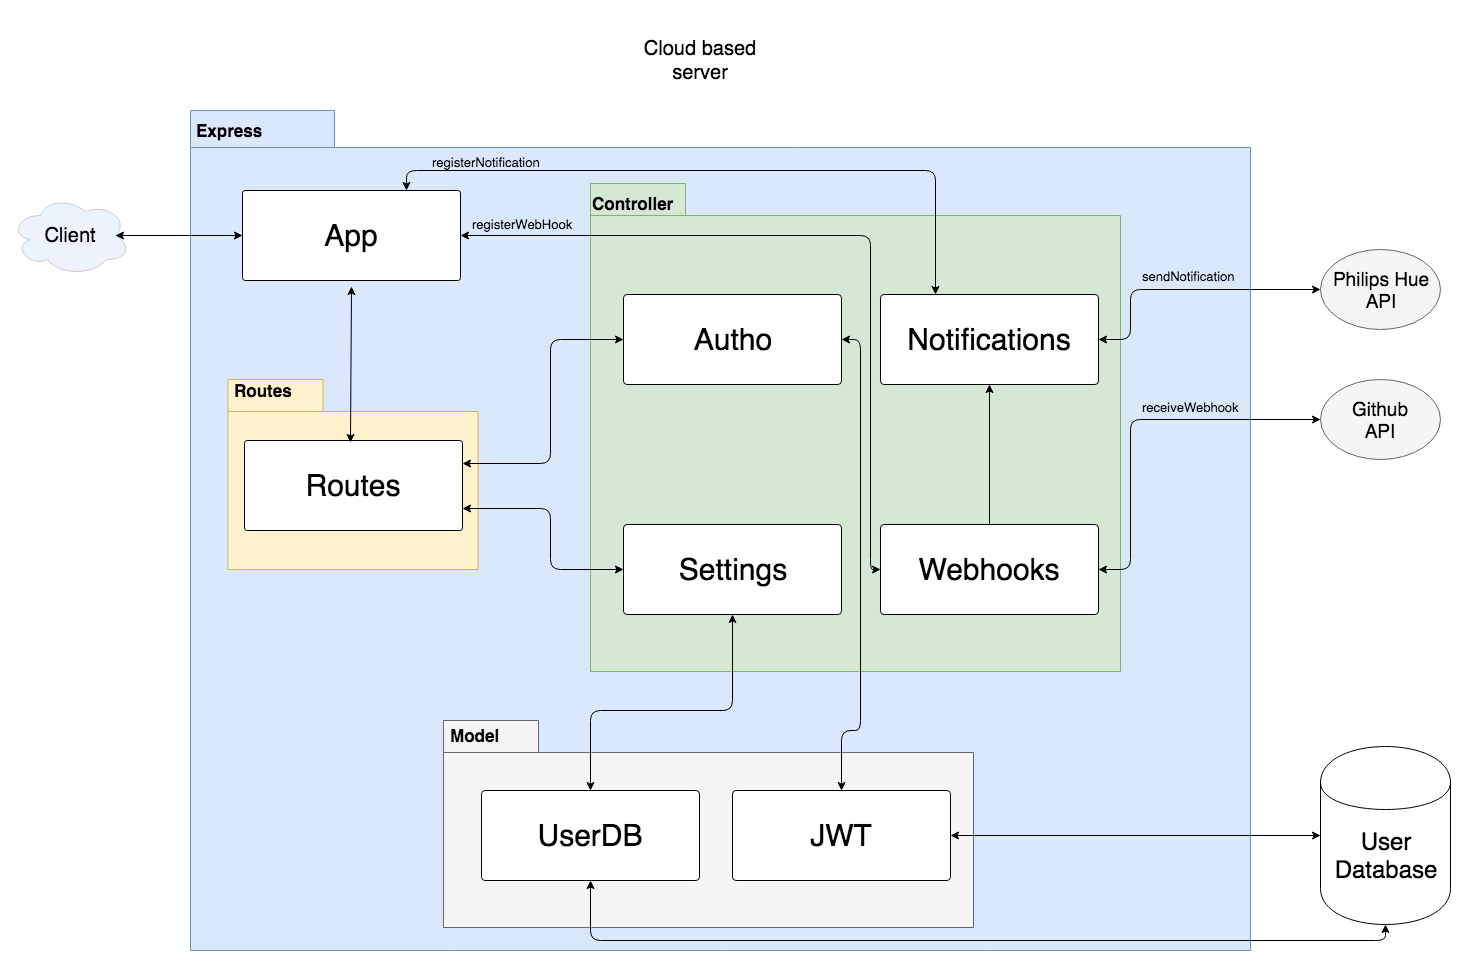 Cloud based
server
Express
registerNotification
Controller
registerWebHook
Client
App
sendNotification
Philips Hue
API
Autho
Notifications
Routes
receiveWebhook
Github
API
Routes
Settings
Webhooks
Model
UserDB
JWT
User
Database